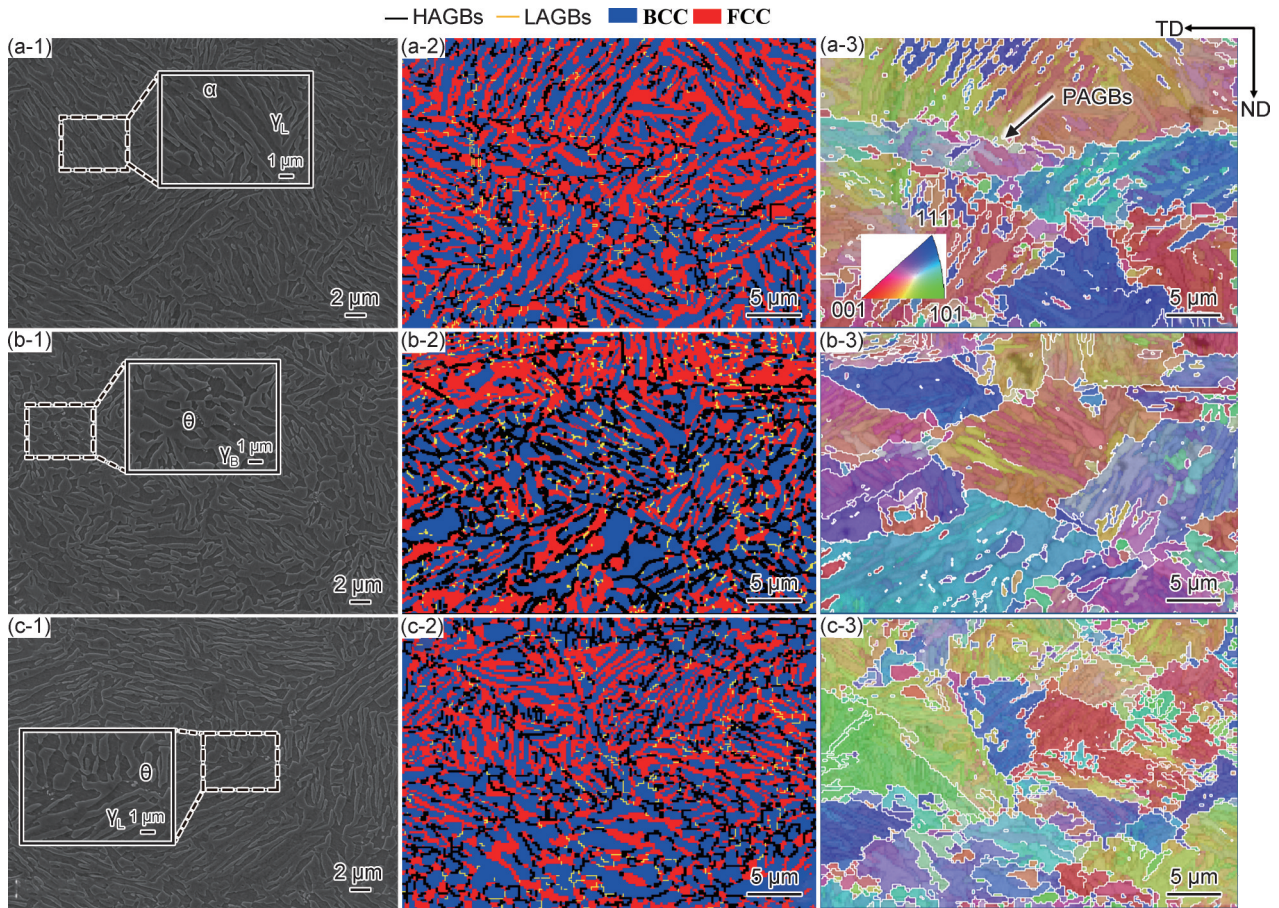 HAGBs LAGBs BCC FCC
TD
ND
(a-1)
α
γL
1 μm
2 μm
(a-2)
5 μm
(a-3)
PAGBs
111
001
101
5 μm
(b-1)
θ
γB
1 μm
2 μm
(b-2)
5 μm
(b-3)
5 μm
(c-1)
θ
γL
1 μm
2 μm
(c-2)
5 μm
(c-3)
5 μm